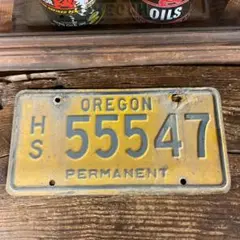 OILS
OREGON
HS 55547
PERMANENT